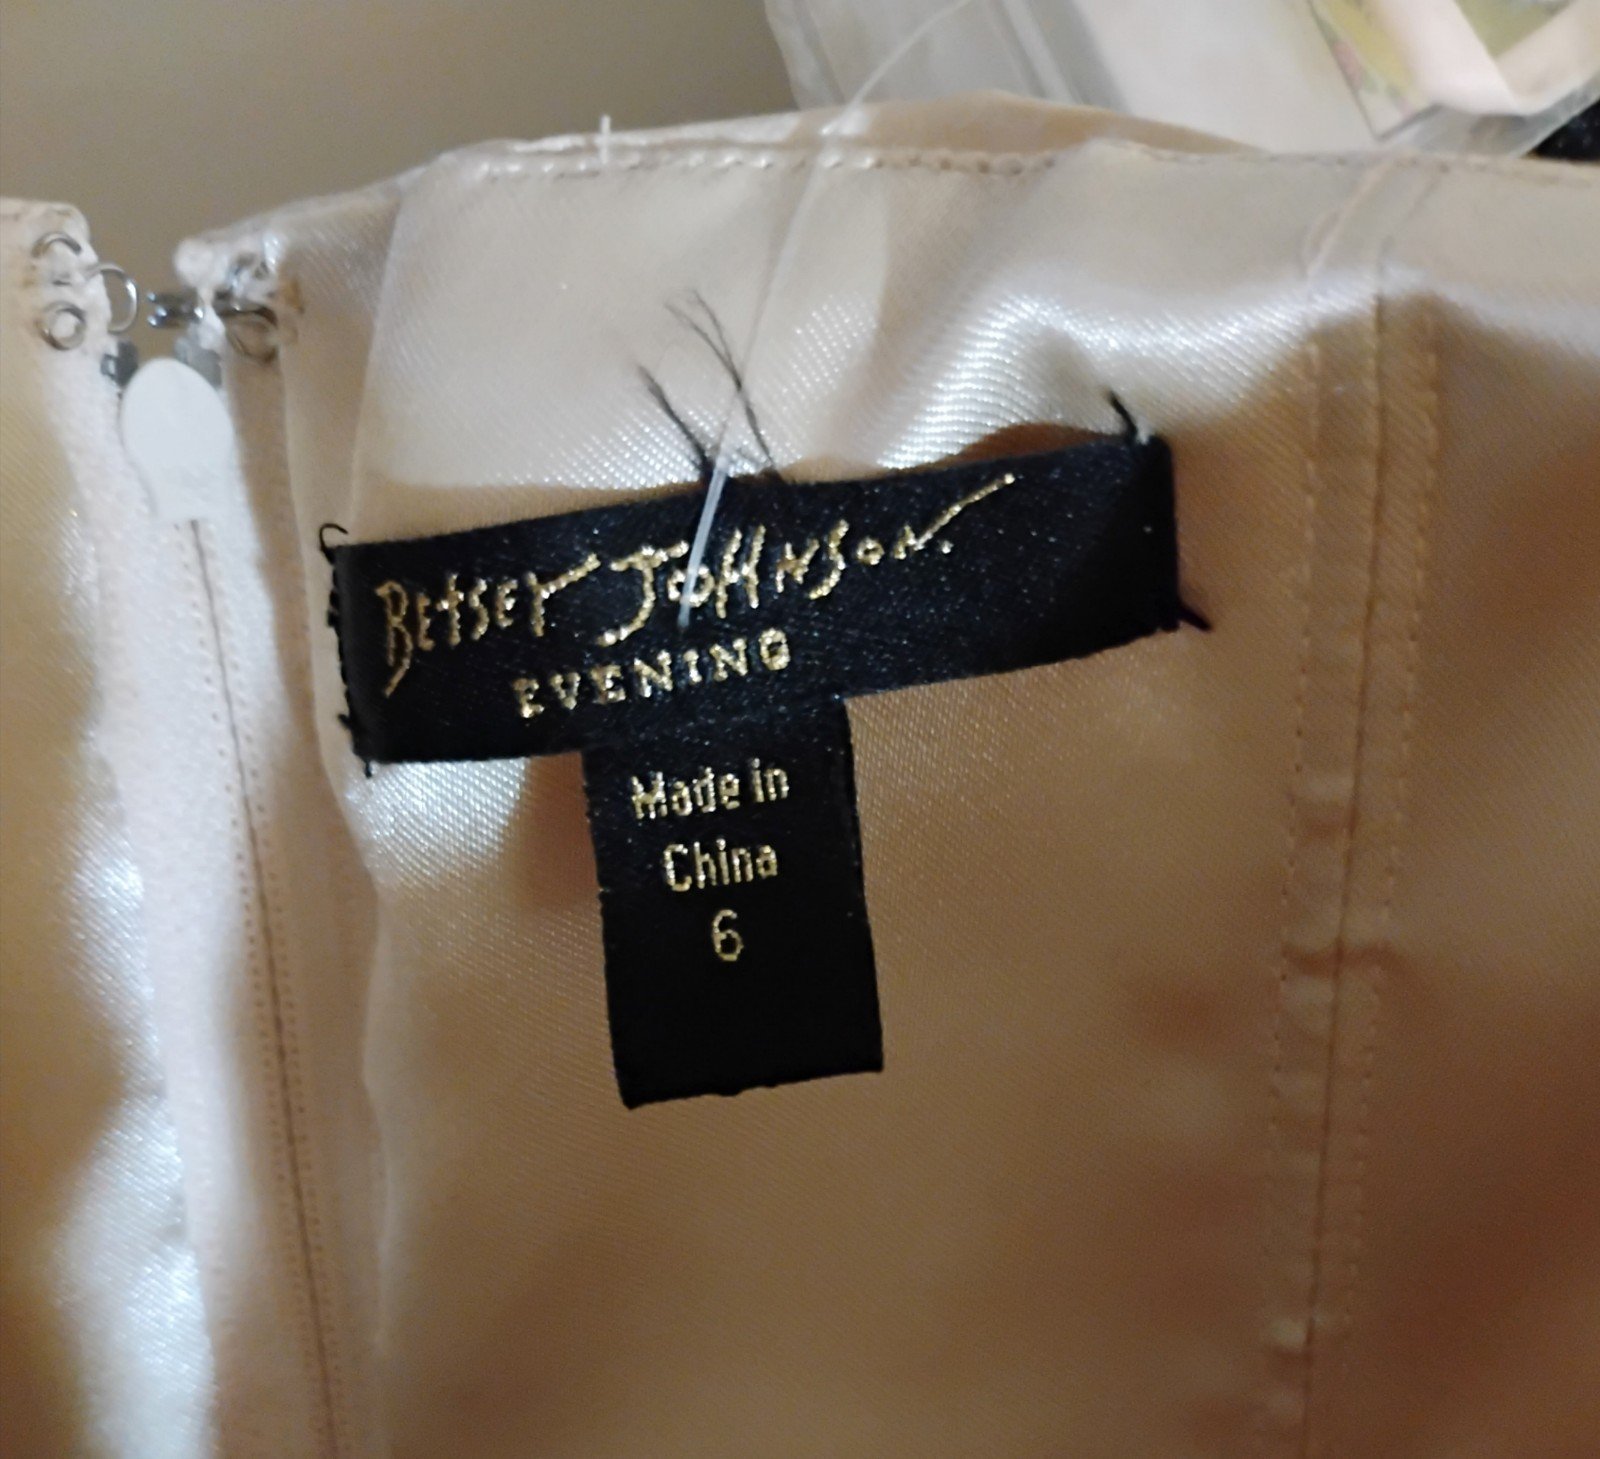 Betsey Johnson.
EVENING
Made in
China
6